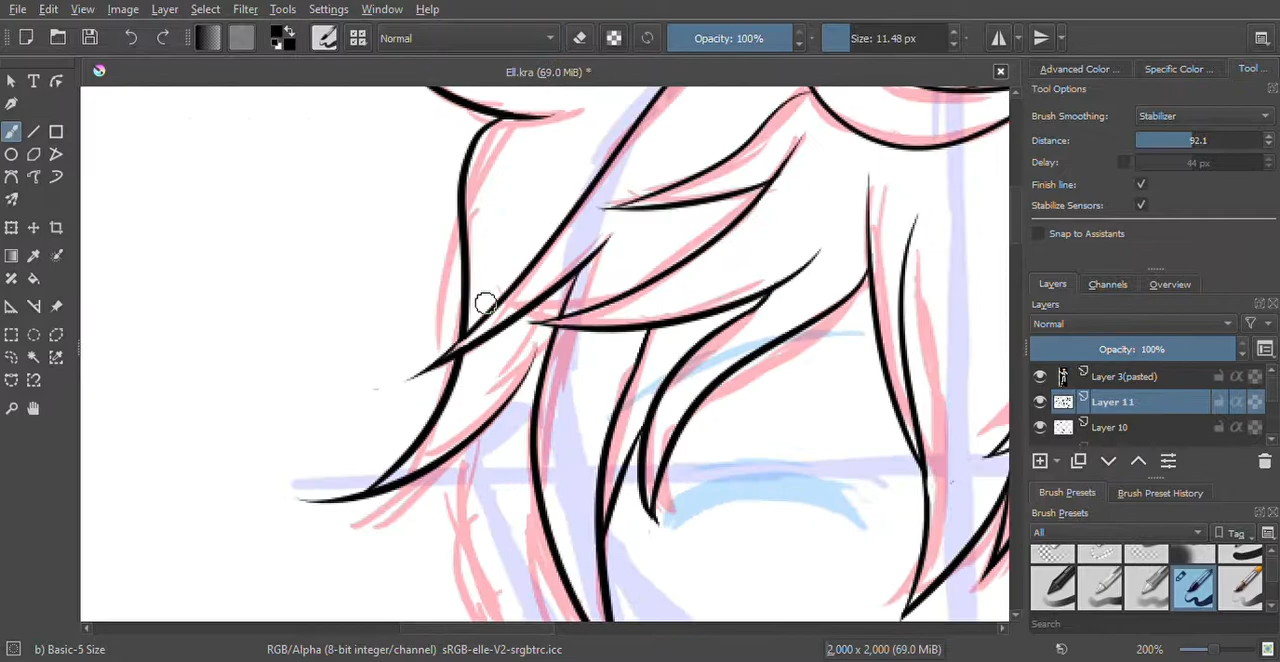 File Edit View Image Layer Select Filter Tools Settings Window Help
Normal
Opacity: 100%
Size: 11.48 px
Ell.kra (69.0 MiB) *
Advanced Color ...
Specific Color ...
Tool ...
Tool Options
Brush Smoothing: Stabilizer
Distance: 92.1
Delay: 44 px
Finish line:
Stabilize Sensors:
Snap to Assistants
Layers Channels Overview
Layers
Normal
Opacity: 100%
Layer 3(pasted)
Layer 11
Layer 10
Brush Presets Brush Preset History
Brush Presets
All
Tag
Search
b) Basic-5 Size
RGB/Alpha (8-bit integer/channel) sRGB-elle-V2-srgbtrc.icc
2,000 x 2,000 (69.0 MiB)
200%